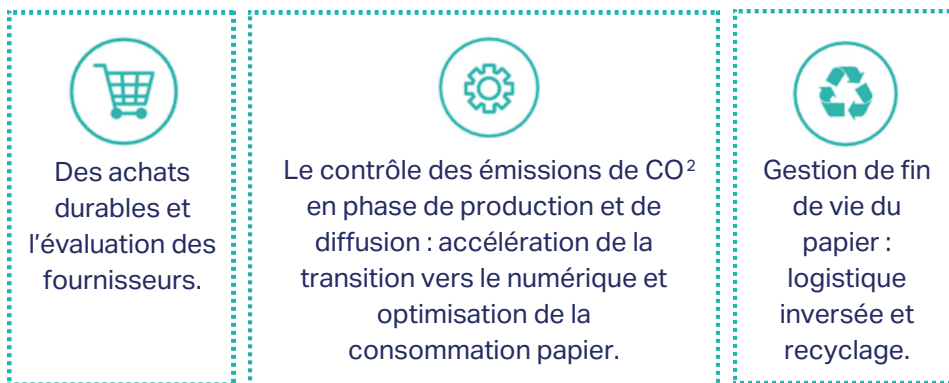 Des achats
durables et
l'évaluation des
fournisseurs.
Le contrôle des émissions de CO²
en phase de production et de
diffusion : accélération de la
transition vers le numérique et
optimisation de la
consommation papier.
Gestion de fin
de vie du
papier :
logistique
inversée et
recyclage.